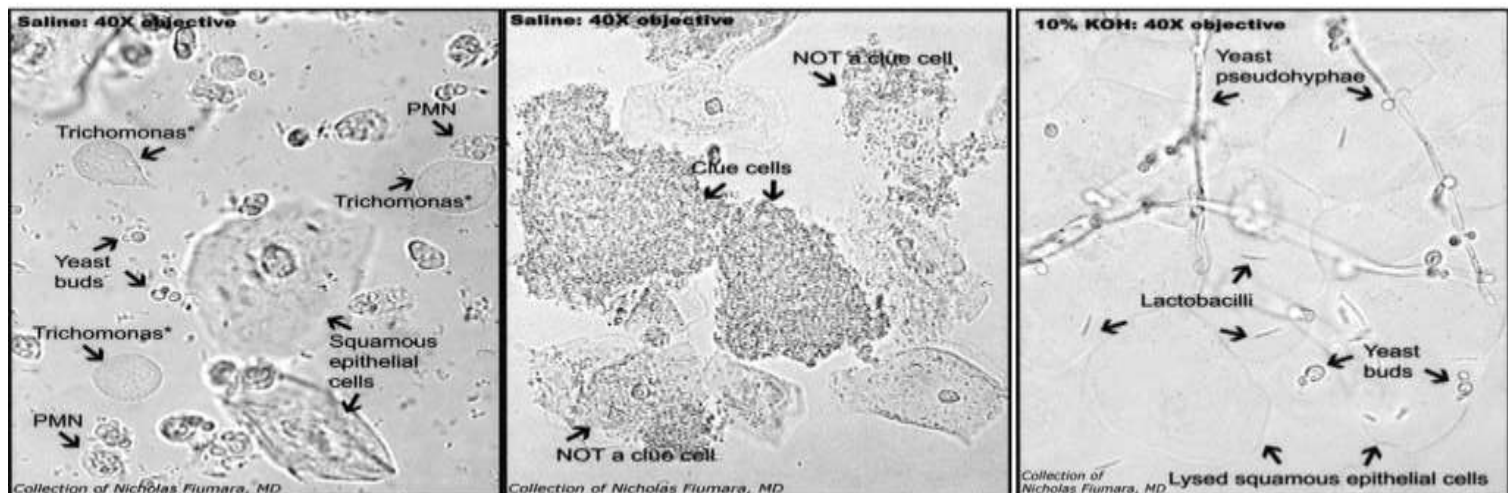 Saline: 40X objective
PMN
Trichomonas*
Trichomonas*
Yeast
buds
Trichomonas*
Squamous
epithelial
cells
PMN
Collection of Nicholas Fiumara, MD
Saline: 40X objective
NOT a clue cell
Clue cells
NOT a clue cell
Collection of Nicholas Fiumara, MD
10% KOH: 40X objective
Yeast
pseudohyphae
Lactobacilli
Yeast
buds
Lysed squamous epithelial cells
Collection of
Nicholas Fiumara, MD